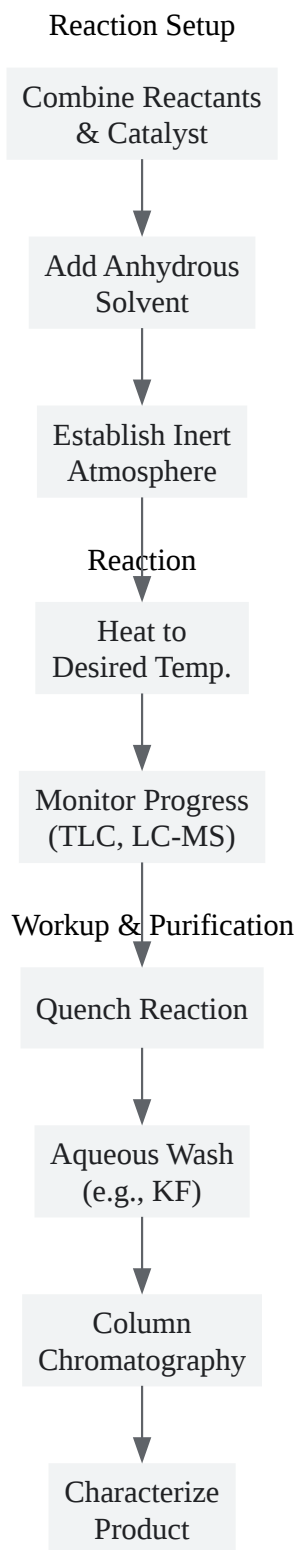 Reaction Setup
Combine Reactants
& Catalyst
Add Anhydrous
Solvent
Establish Inert
Atmosphere
Reaction
Heat to
Desired Temp.
Monitor Progress
(TLC, LC-MS)
Workup & Purification
Quench Reaction
Aqueous Wash
(e.g., KF)
Column
Chromatography
Characterize
Product